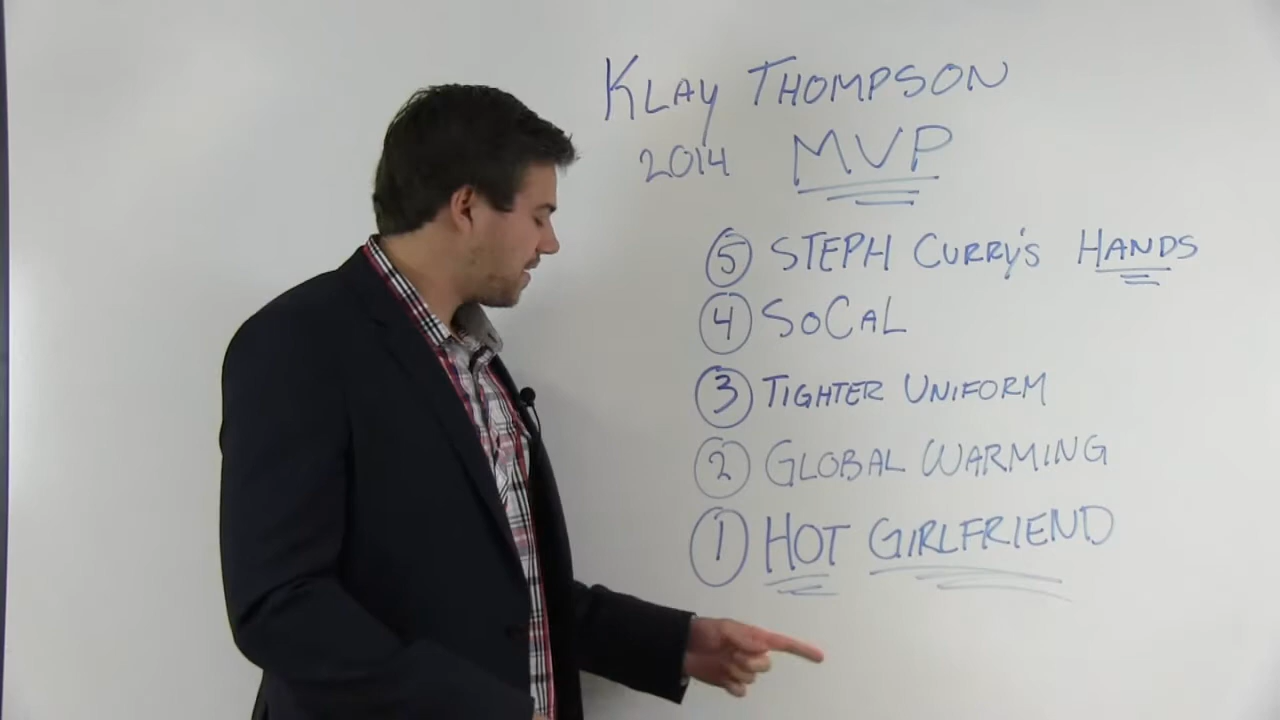 KLAY THOMPSON
2014 MVP
5 STEPH CURRY'S HANDS
4 SOCAL
3 TIGHTER UNIFORM
2 GLOBAL WARMING
1 HOT GIRLFRIEND